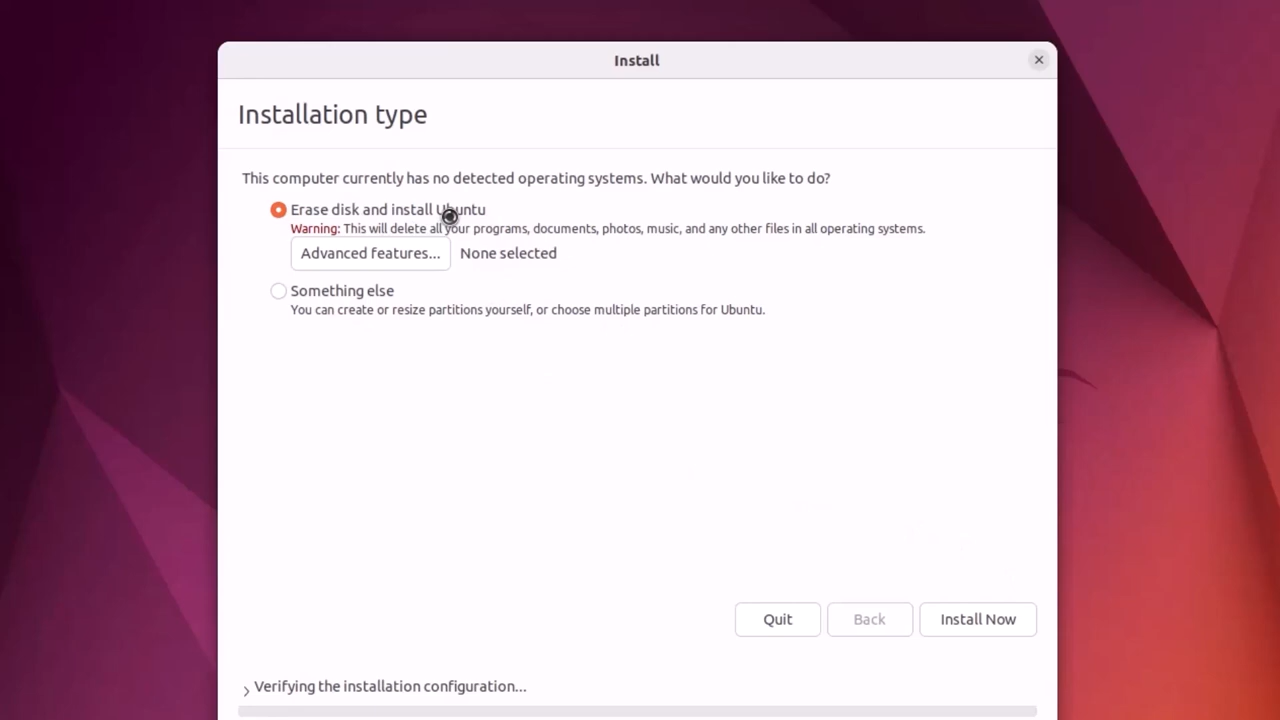 Install
Installation type
This computer currently has no detected operating systems. What would you like to do?
Erase disk and install Ubuntu
Warning: This will delete all your programs, documents, photos, music, and any other files in all operating systems.
Advanced features... None selected
Something else
You can create or resize partitions yourself, or choose multiple partitions for Ubuntu.
Quit Back Install Now
Verifying the installation configuration...